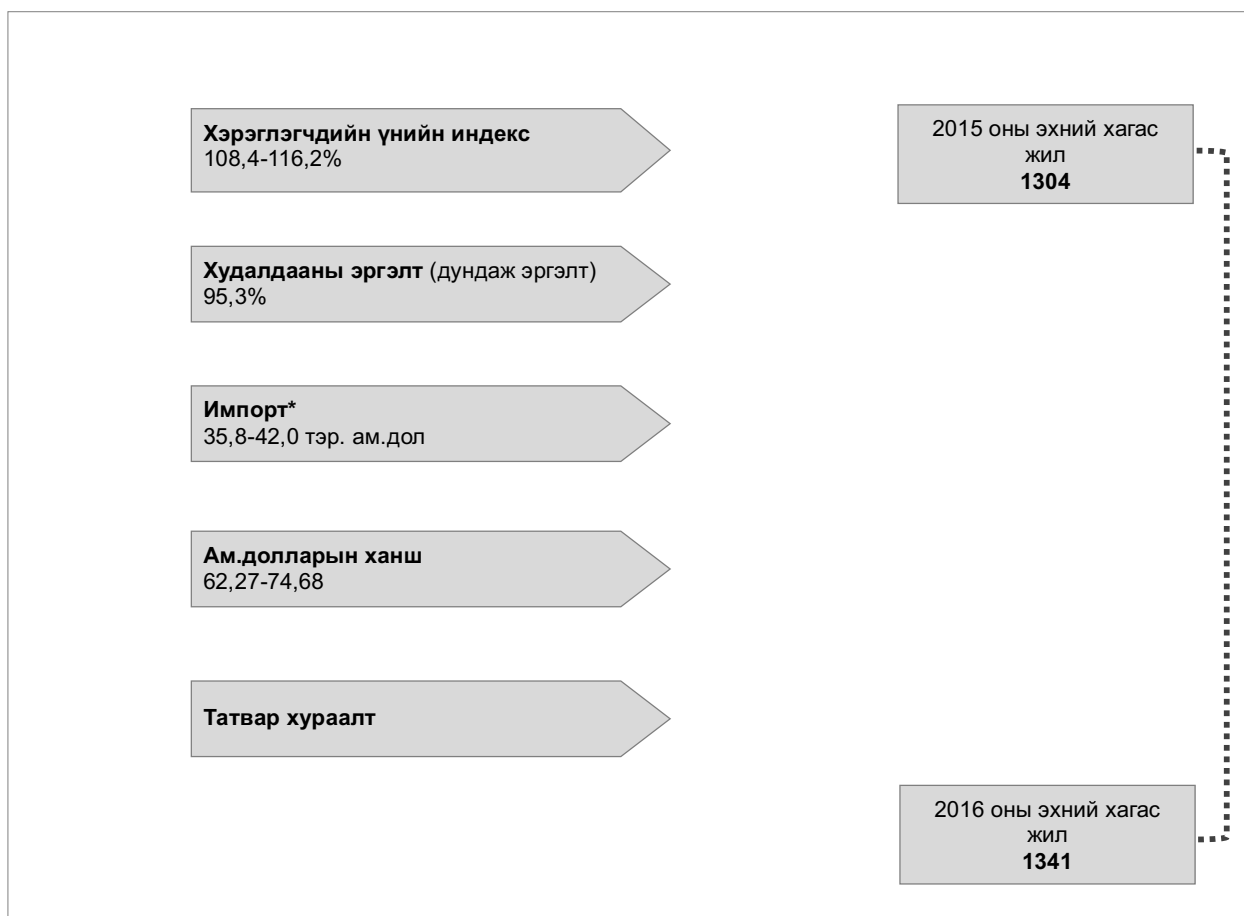 Хэрэглэгчдийн үнийн индекс
108,4-116,2%
2015 оны эхний хагас
жил
1304
Худалдааны эргэлт (дундаж эргэлт)
95,3%
Импорт*
35,8-42,0 тэр. ам.дол
Ам.долларын ханш
62,27-74,68
Татвар хураалт
2016 оны эхний хагас
жил
1341